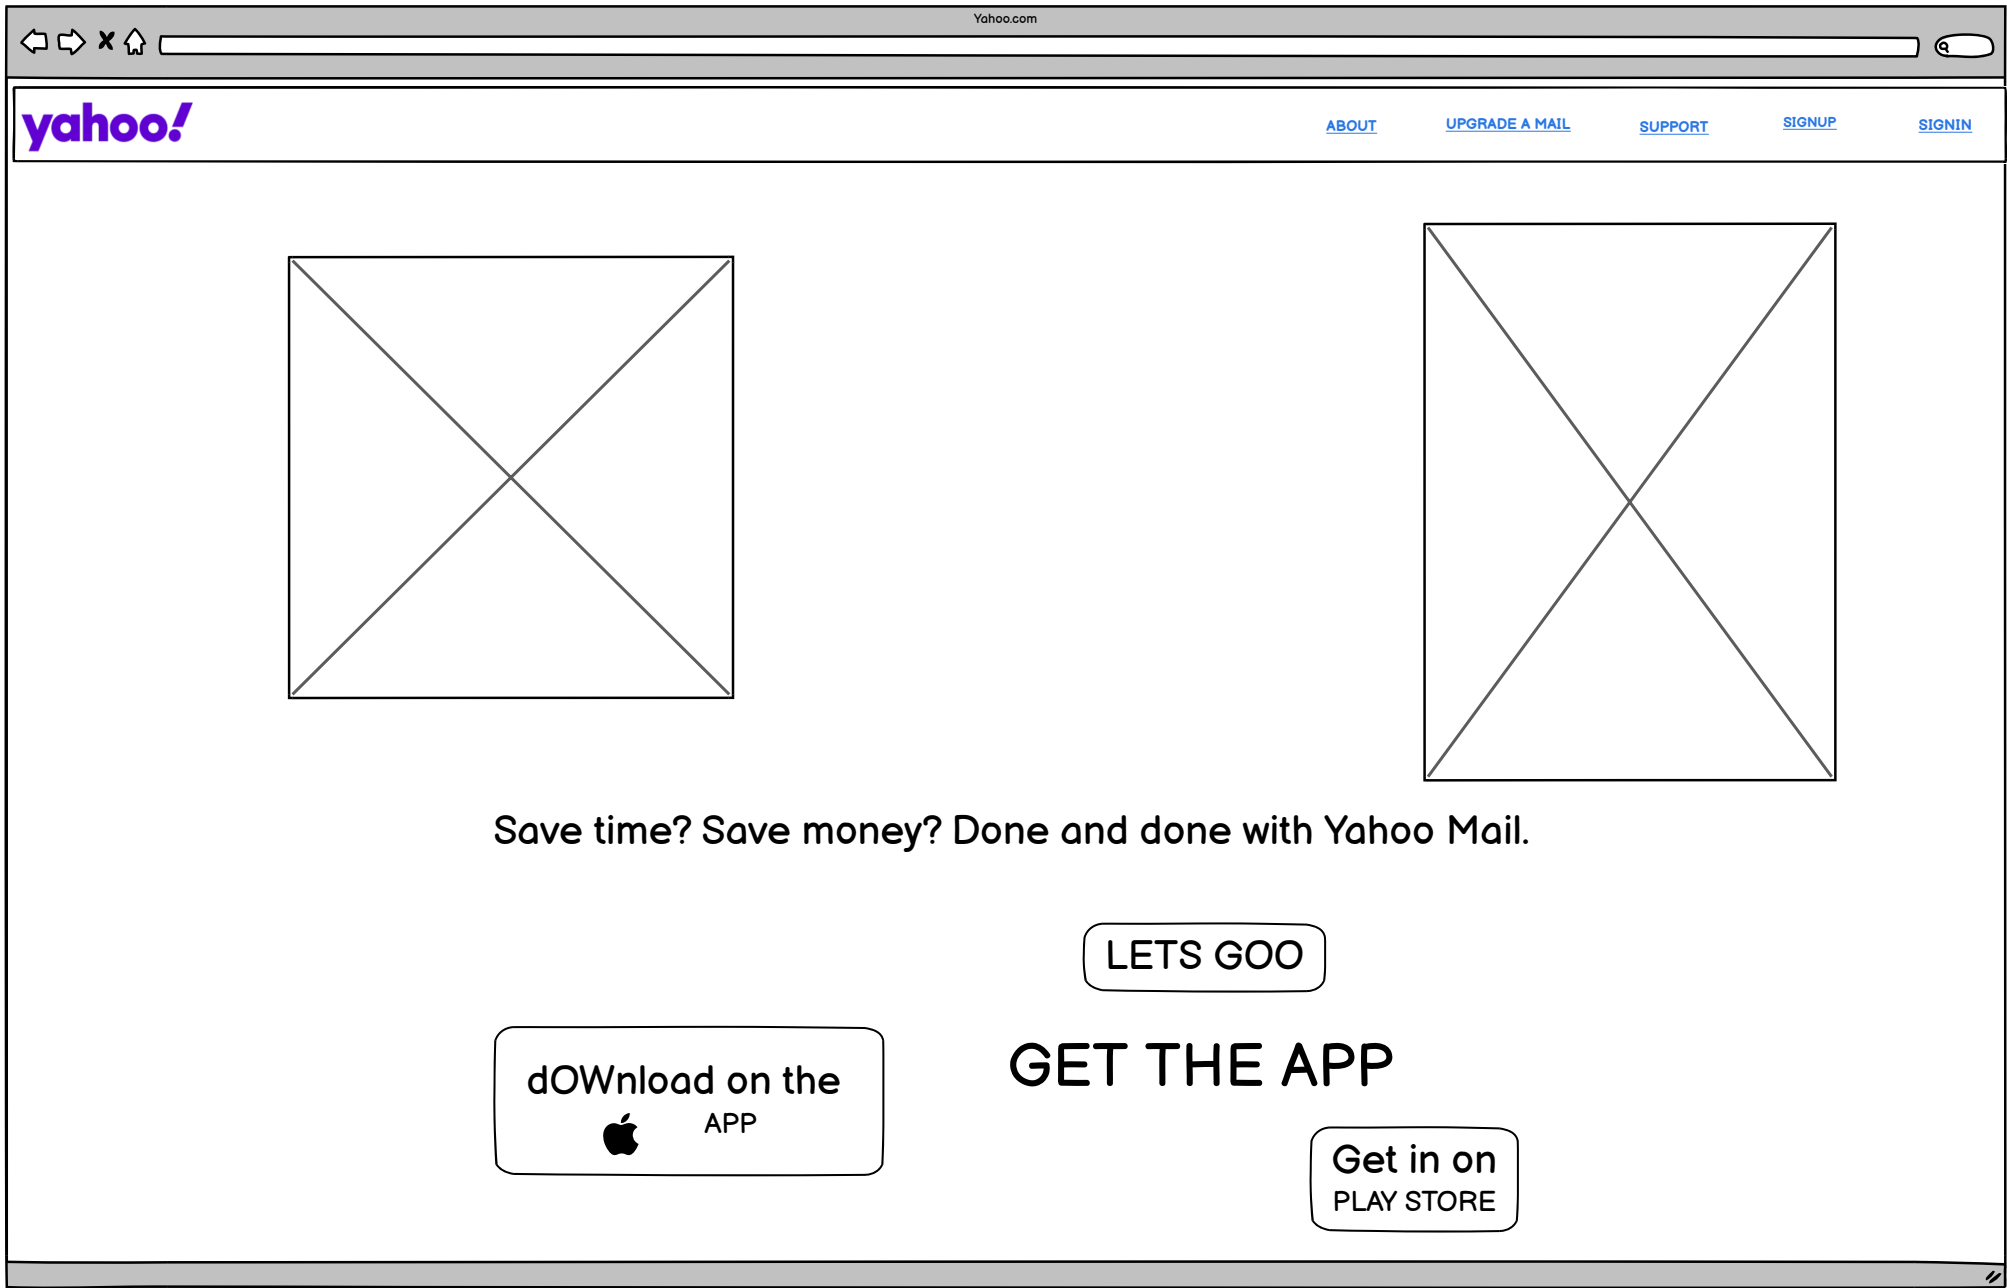 Yahoo.com
yahoo!
ABOUT
UPGRADE A MAIL
SUPPORT
SIGNUP
SIGNIN
Save time? Save money? Done and done with Yahoo Mail.
LETS GOO
GET THE APP
dOWnload on the
APP
Get in on
PLAY STORE